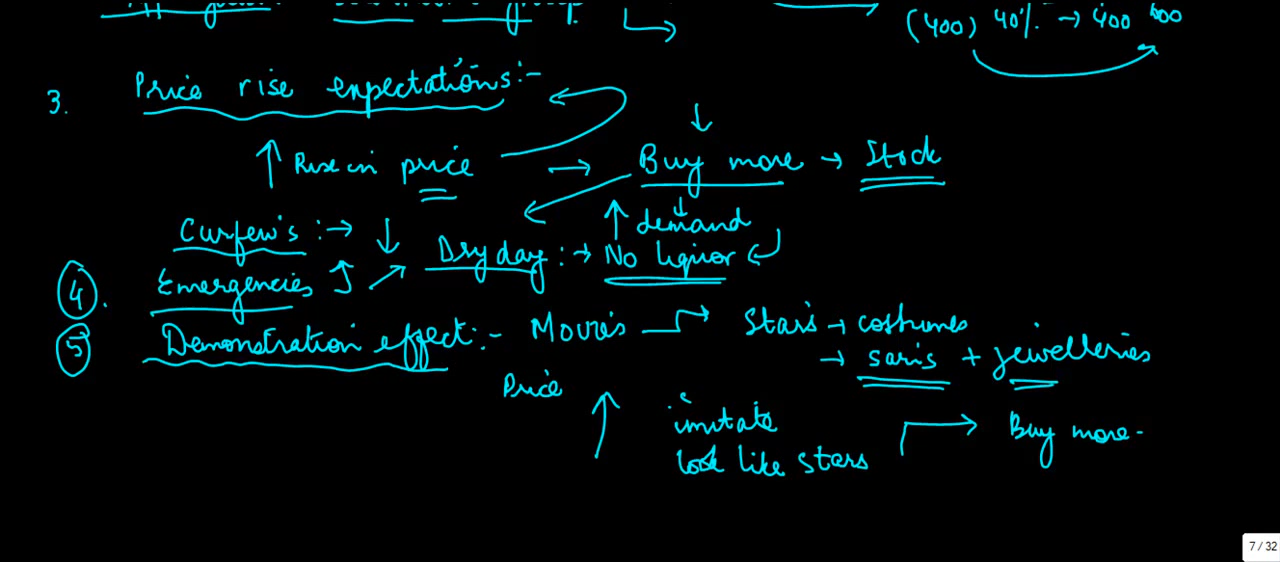 (400) 40% → 400 600
3. Price rise expectations:-
↑ Rise in price → Buy more → Stock
↑ demand
Curfew's :→ ↓ Dry day :→ No liquor
4. Emergencies ↑
5 Demonstration effect:- Movies → Stars → costumes
→ saris + jewelleries
Price ↑
imitate
look like stars → Buy more.
7 / 32